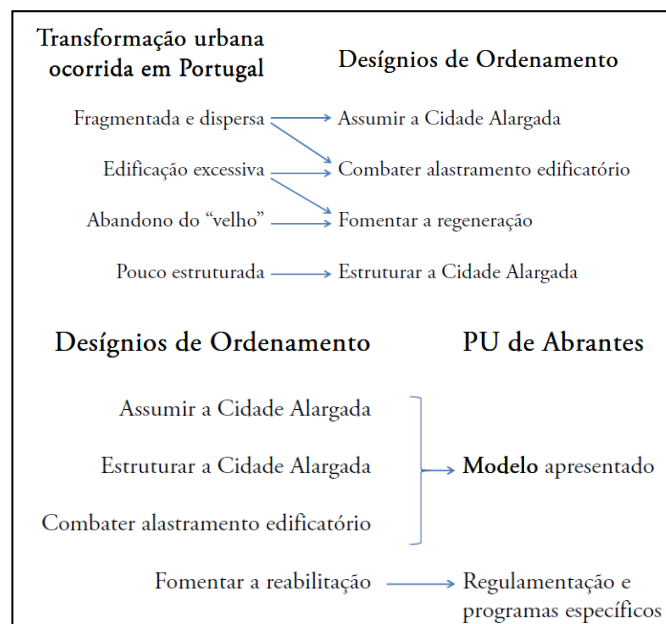 Transformação urbana
ocorrida em Portugal
Desígnios de Ordenamento
Fragmentada e dispersa
Assumir a Cidade Alargada
Edificação excessiva
Combater alastramento edificatório
Abandono do “velho”
Fomentar a regeneração
Pouco estruturada
Estruturar a Cidade Alargada
Desígnios de Ordenamento
PU de Abrantes
Assumir a Cidade Alargada
Estruturar a Cidade Alargada
Modelo apresentado
Combater alastramento edificatório
Fomentar a reabilitação
Regulamentação e
programas específicos